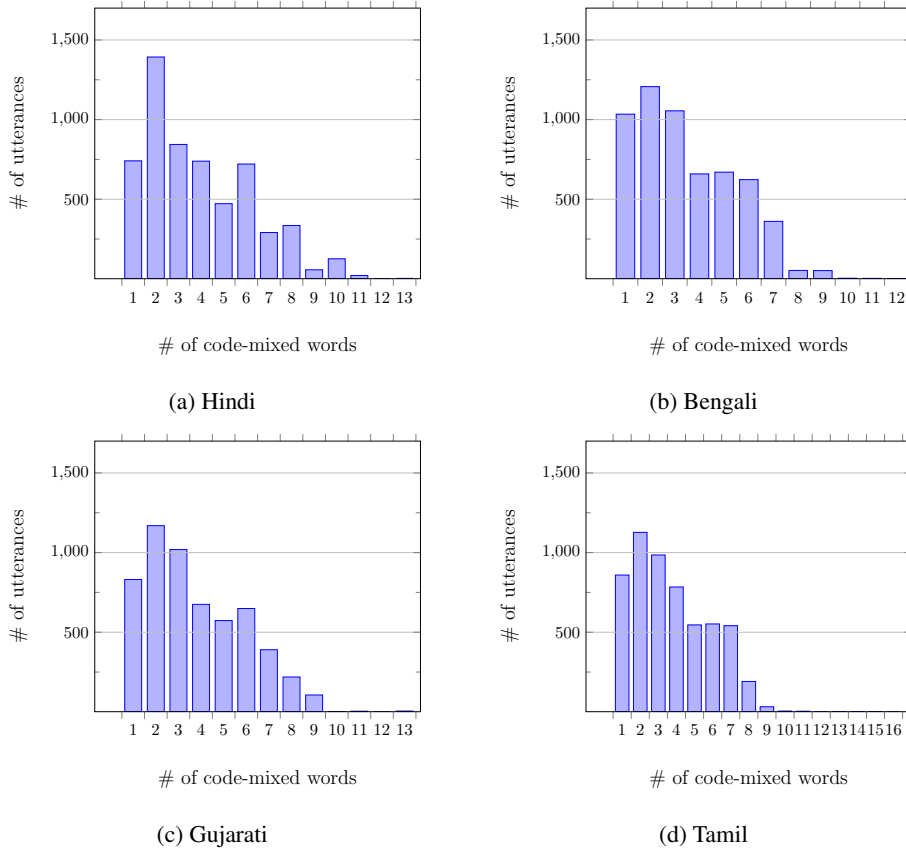 1,500
1,000
500
# of utterances
1 2 3 4 5 6 7 8 9 10 11 12 13
# of code-mixed words
(a) Hindi
1,500
1,000
500
# of utterances
1 2 3 4 5 6 7 8 9 10 11 12
# of code-mixed words
(b) Bengali
1,500
1,000
500
# of utterances
1 2 3 4 5 6 7 8 9 10 11 12 13
# of code-mixed words
(c) Gujarati
1,500
1,000
500
# of utterances
1 2 3 4 5 6 7 8 9 10 11 12 13 14 15 16
# of code-mixed words
(d) Tamil